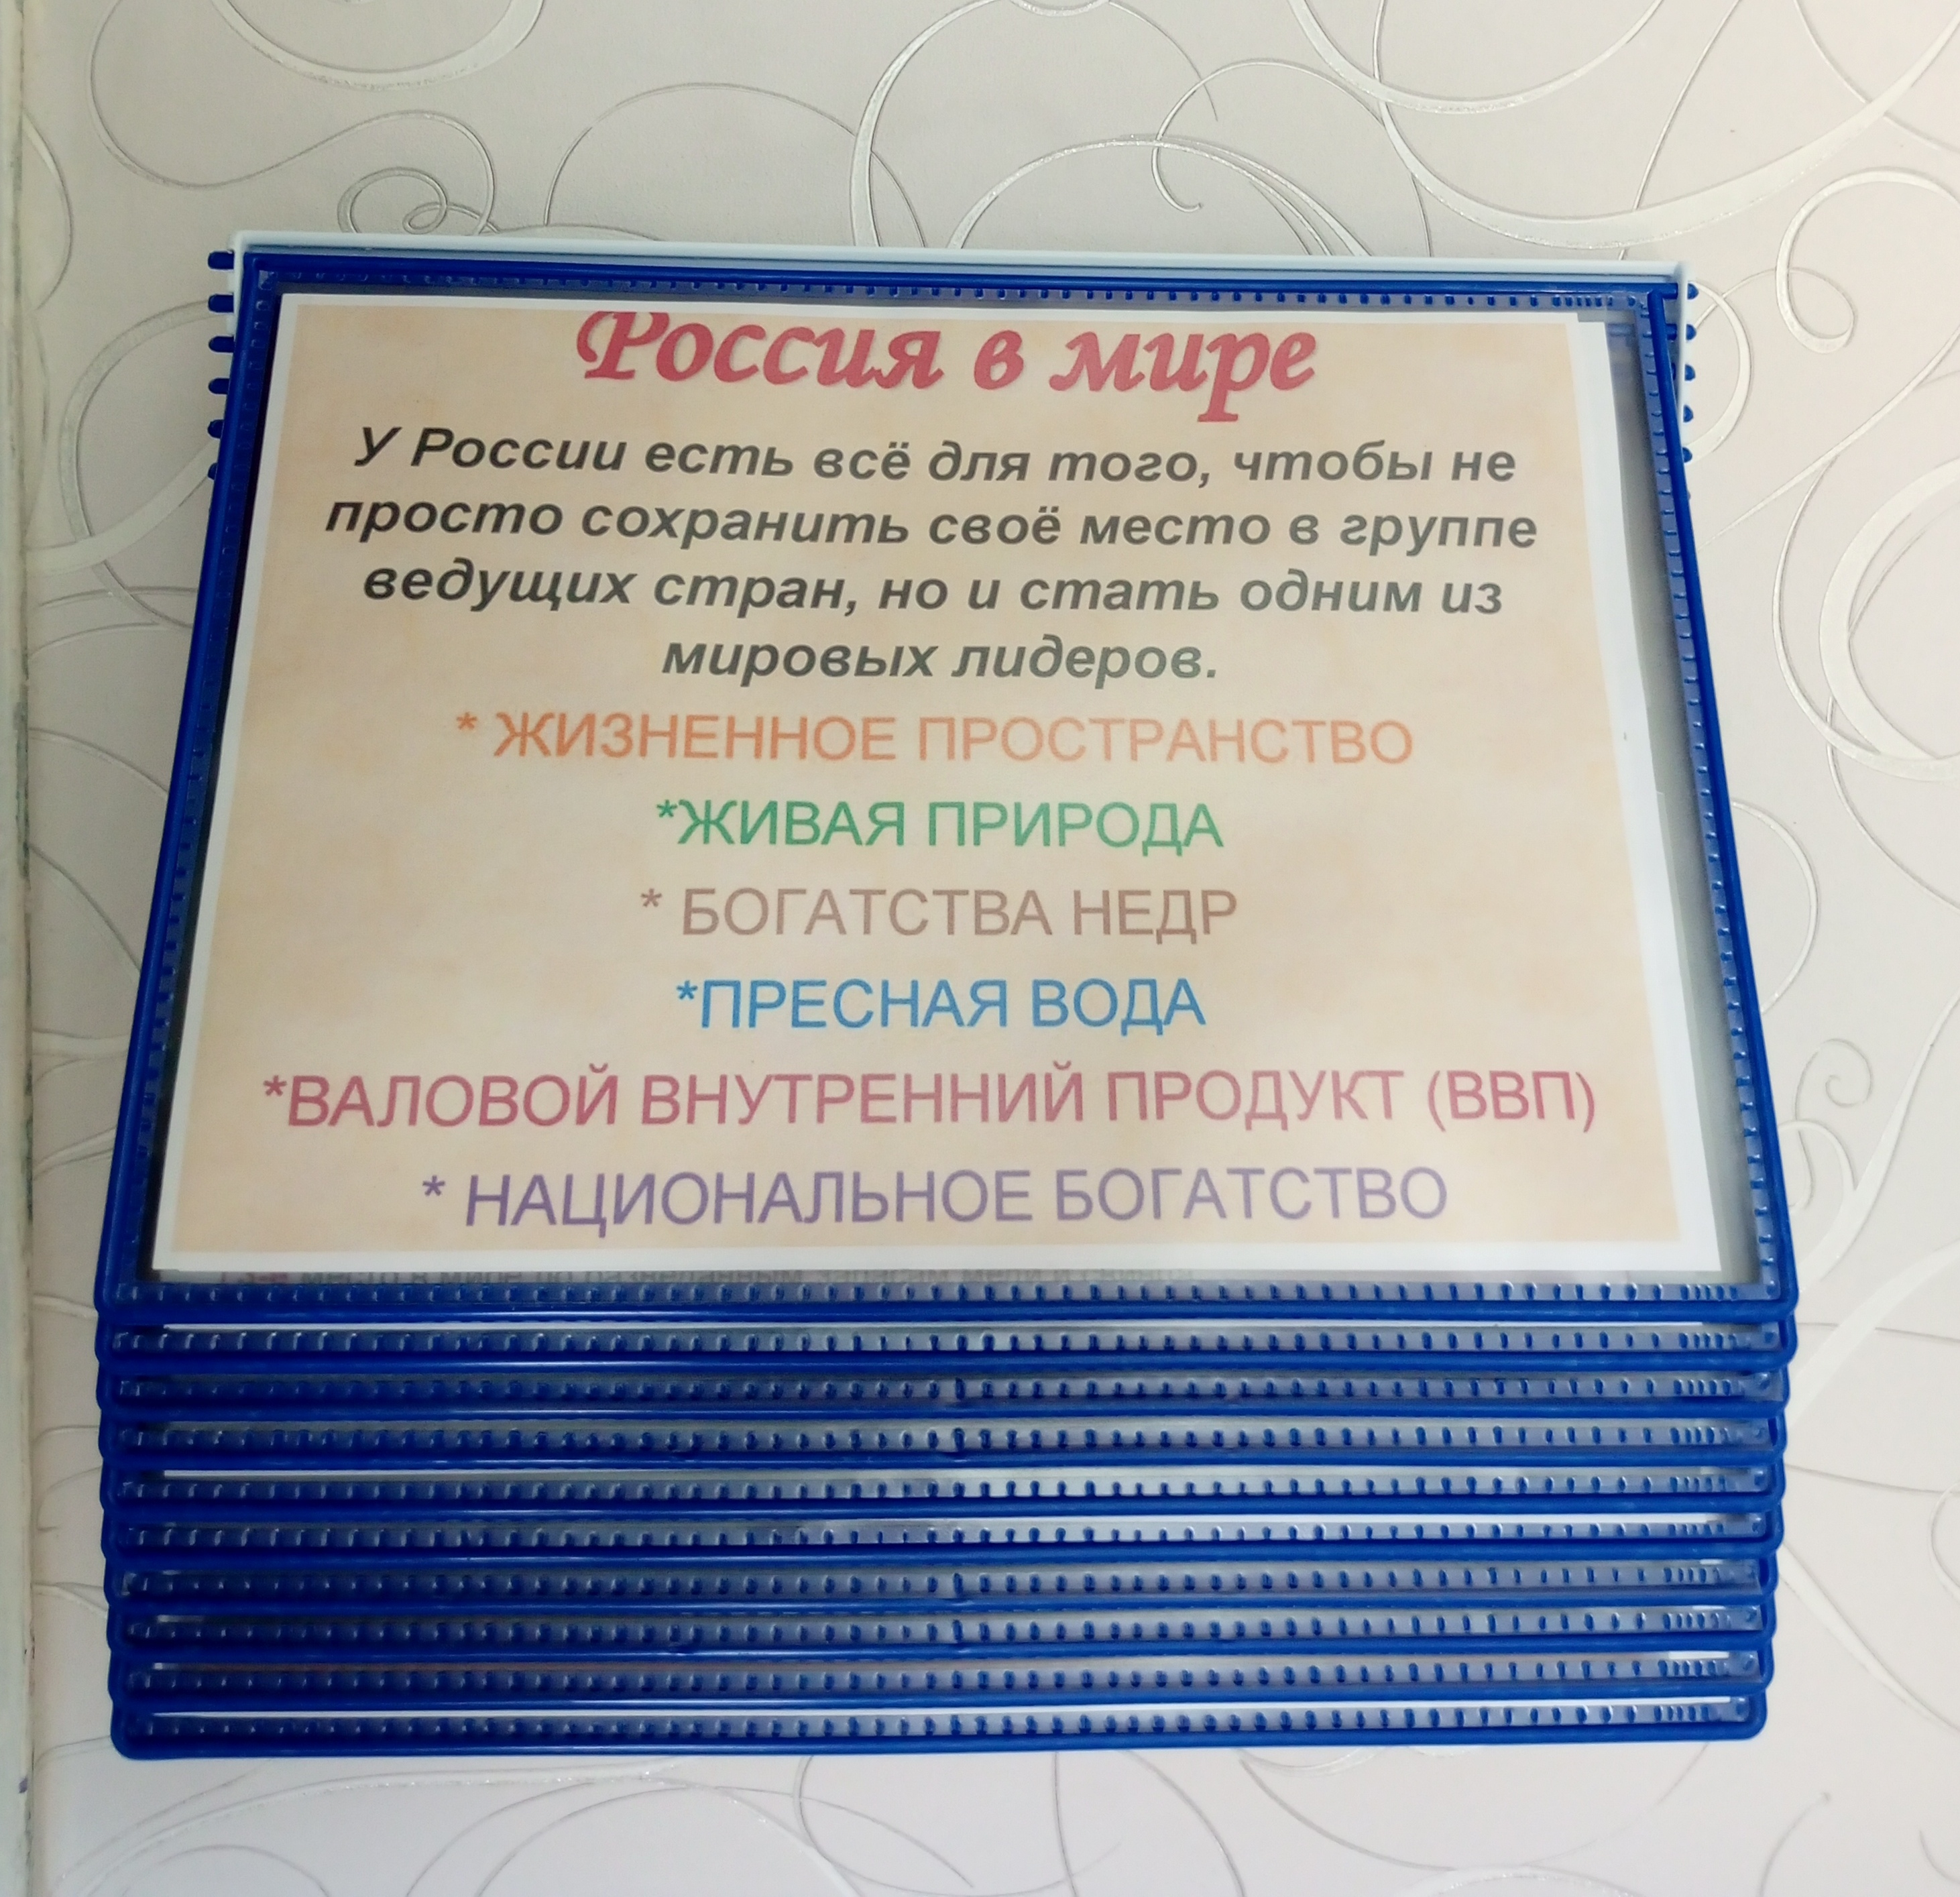 Россия в мире
У России есть всё для того, чтобы не
просто сохранить своё место в группе
ведущих стран, но и стать одним из
мировых лидеров.
* ЖИЗНЕННОЕ ПРОСТРАНСТВО
*ЖИВАЯ ПРИРОДА
* БОГАТСТВА НЕДР
*ПРЕСНАЯ ВОДА
*ВАЛОВОЙ ВНУТРЕННИЙ ПРОДУКТ (ВВП)
* НАЦИОНАЛЬНОЕ БОГАТСТВО